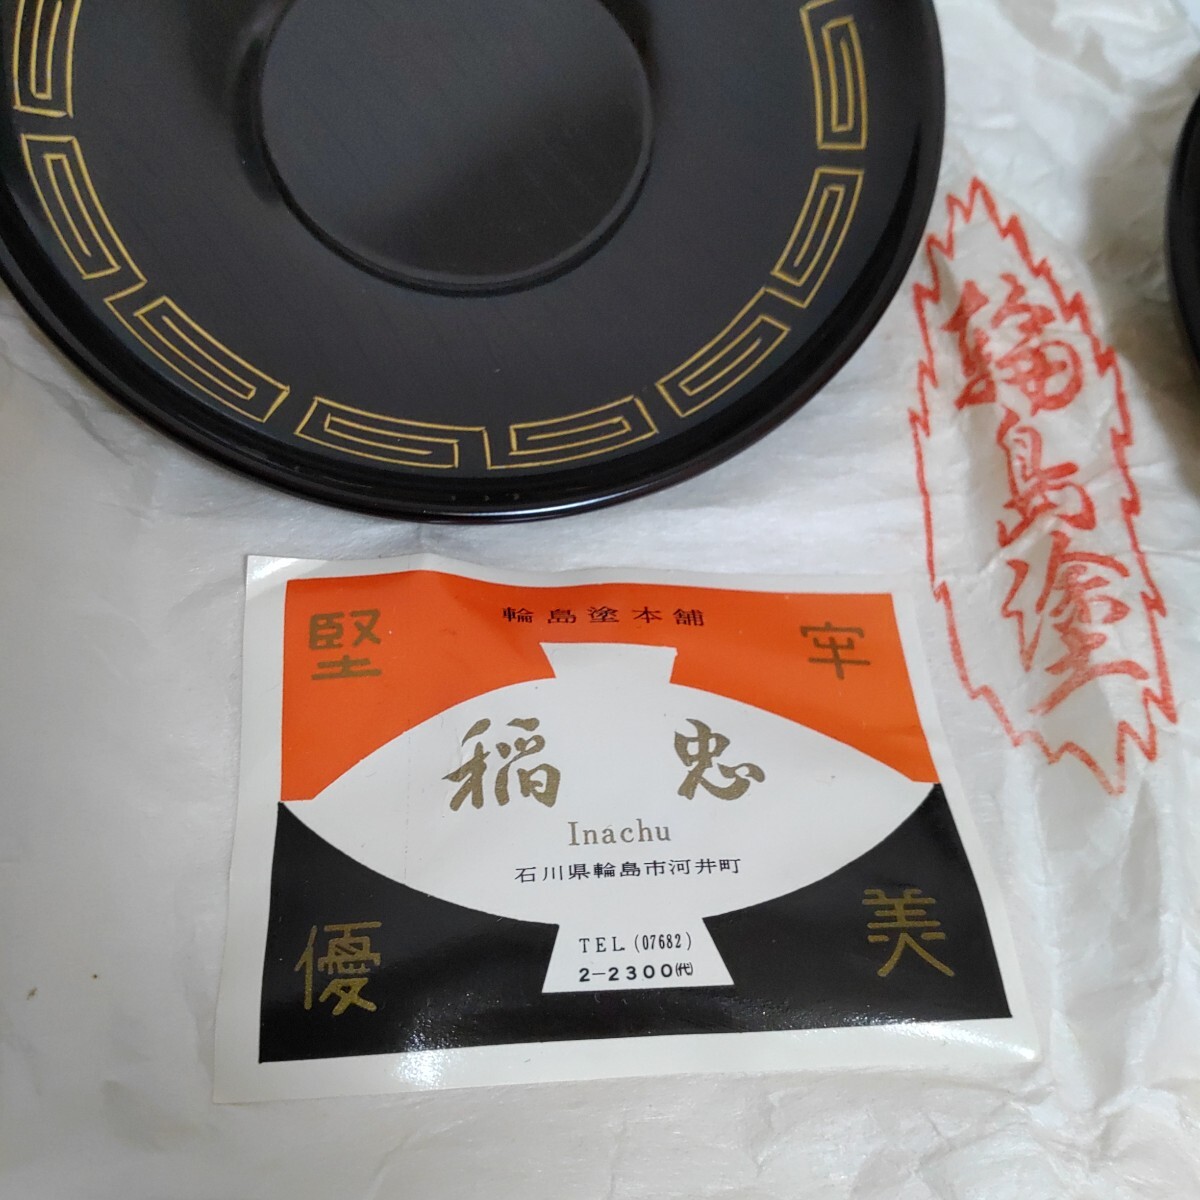 輪島塗
輪島塗本舗
堅牢
稲忠
Inachu
石川県輪島市河井町
優美
TEL.(07682)
2-2300㈹